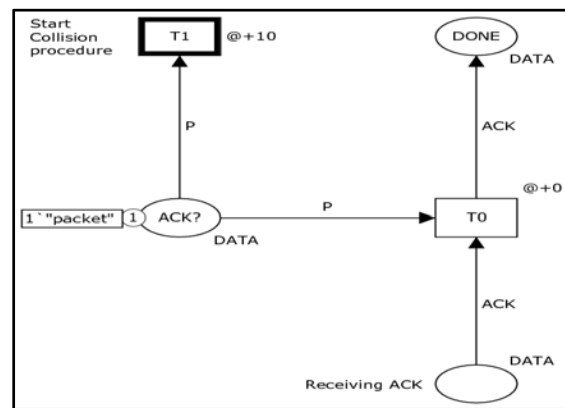 Start
Collision
procedure
T1
@+10
DONE
DATA
P
ACK
@+0
1`"packet"
1
ACK?
DATA
P
T0
ACK
DATA
Receiving ACK